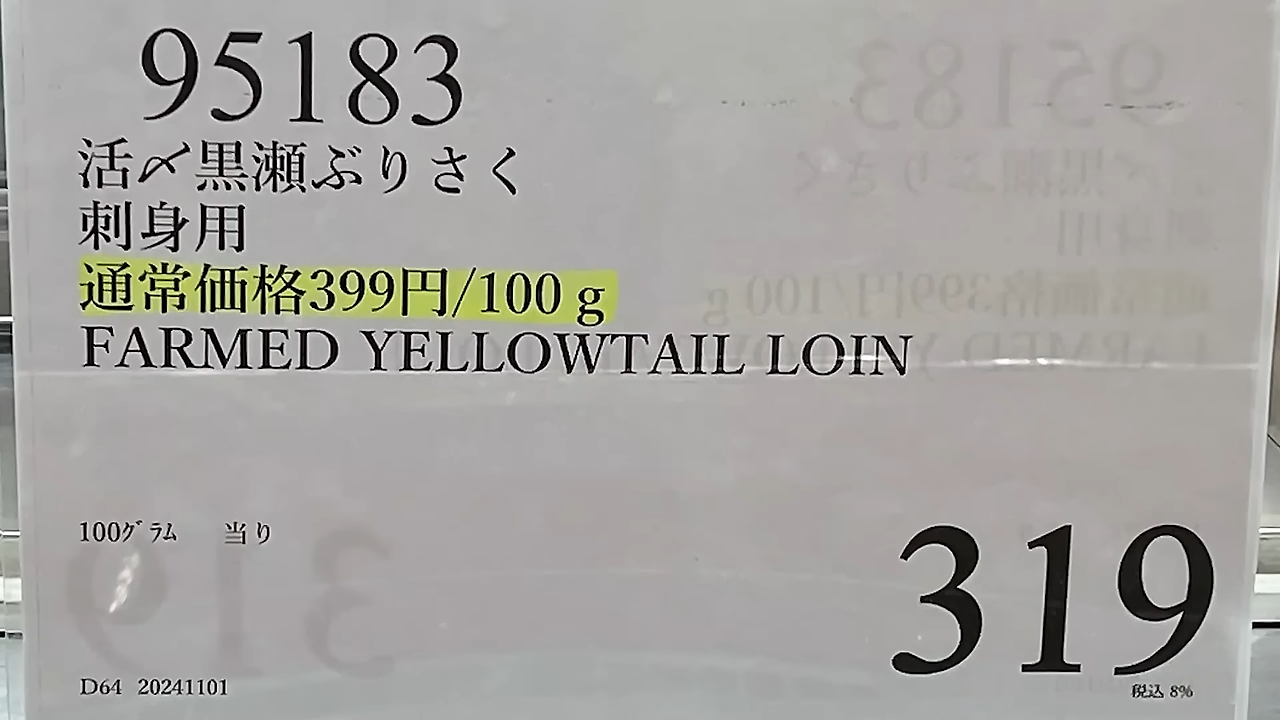 95183
活〆黒瀬ぶりさく
刺身用
通常価格399円/100ｇ
FARMED YELLOWTAIL LOIN
100ｸﾞﾗﾑ 当り
319
税込 8%
D64 20241101